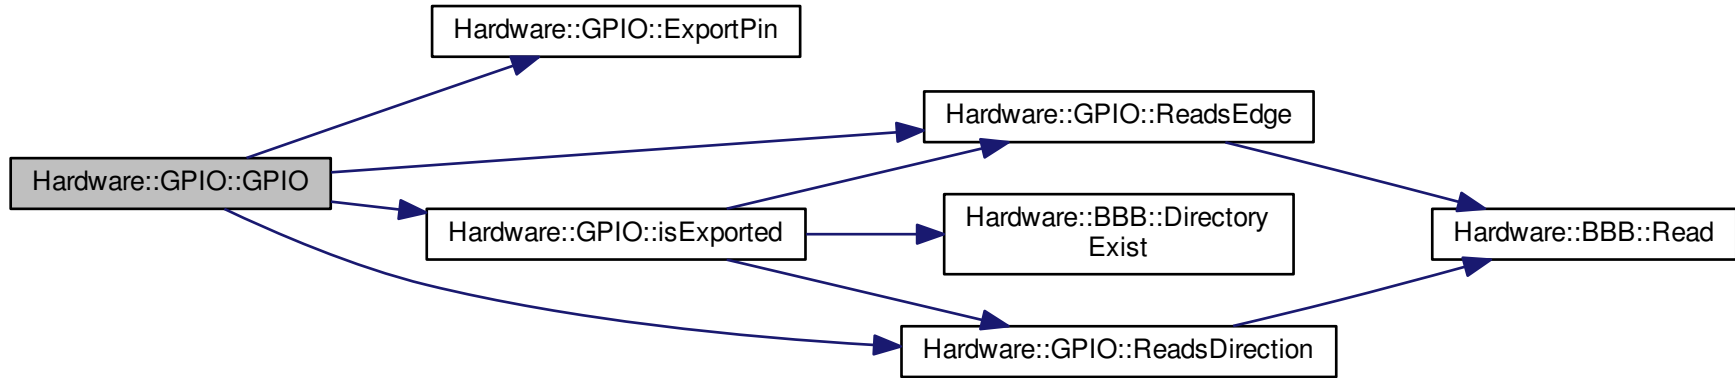 Hardware::GPIO::ExportPin
Hardware::GPIO::ReadsEdge
Hardware::GPIO::GPIO
Hardware::GPIO::isExported
Hardware::BBB::Directory
Exist
Hardware::BBB::Read
Hardware::GPIO::ReadsDirection